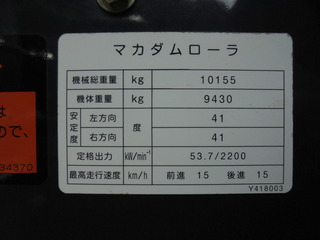 マカダムローラ
機械総重量 kg 10155
機体重量 kg 9430
安定度 左方向 度 41
右方向 41
定格出力 kW/min⁻¹ 53.7/2200
最高走行速度 km/h 前進 15 後進 15
Y418003
は
ので、
34370